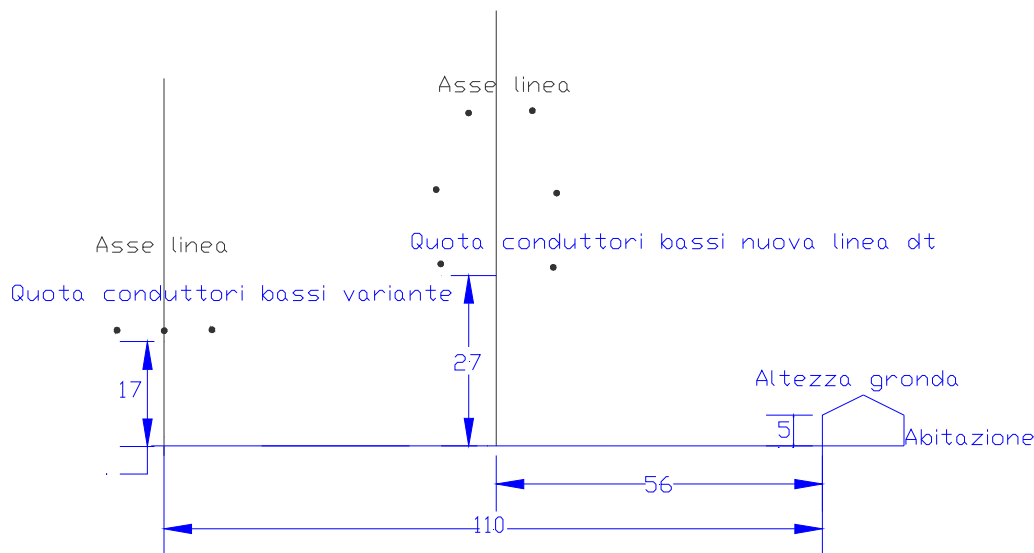 Asse linea
Quota conduttori bassi nuova linea dt
Asse linea
Quota conduttori bassi variante
27
17
Altezza gronda
5
Abitazione
56
110